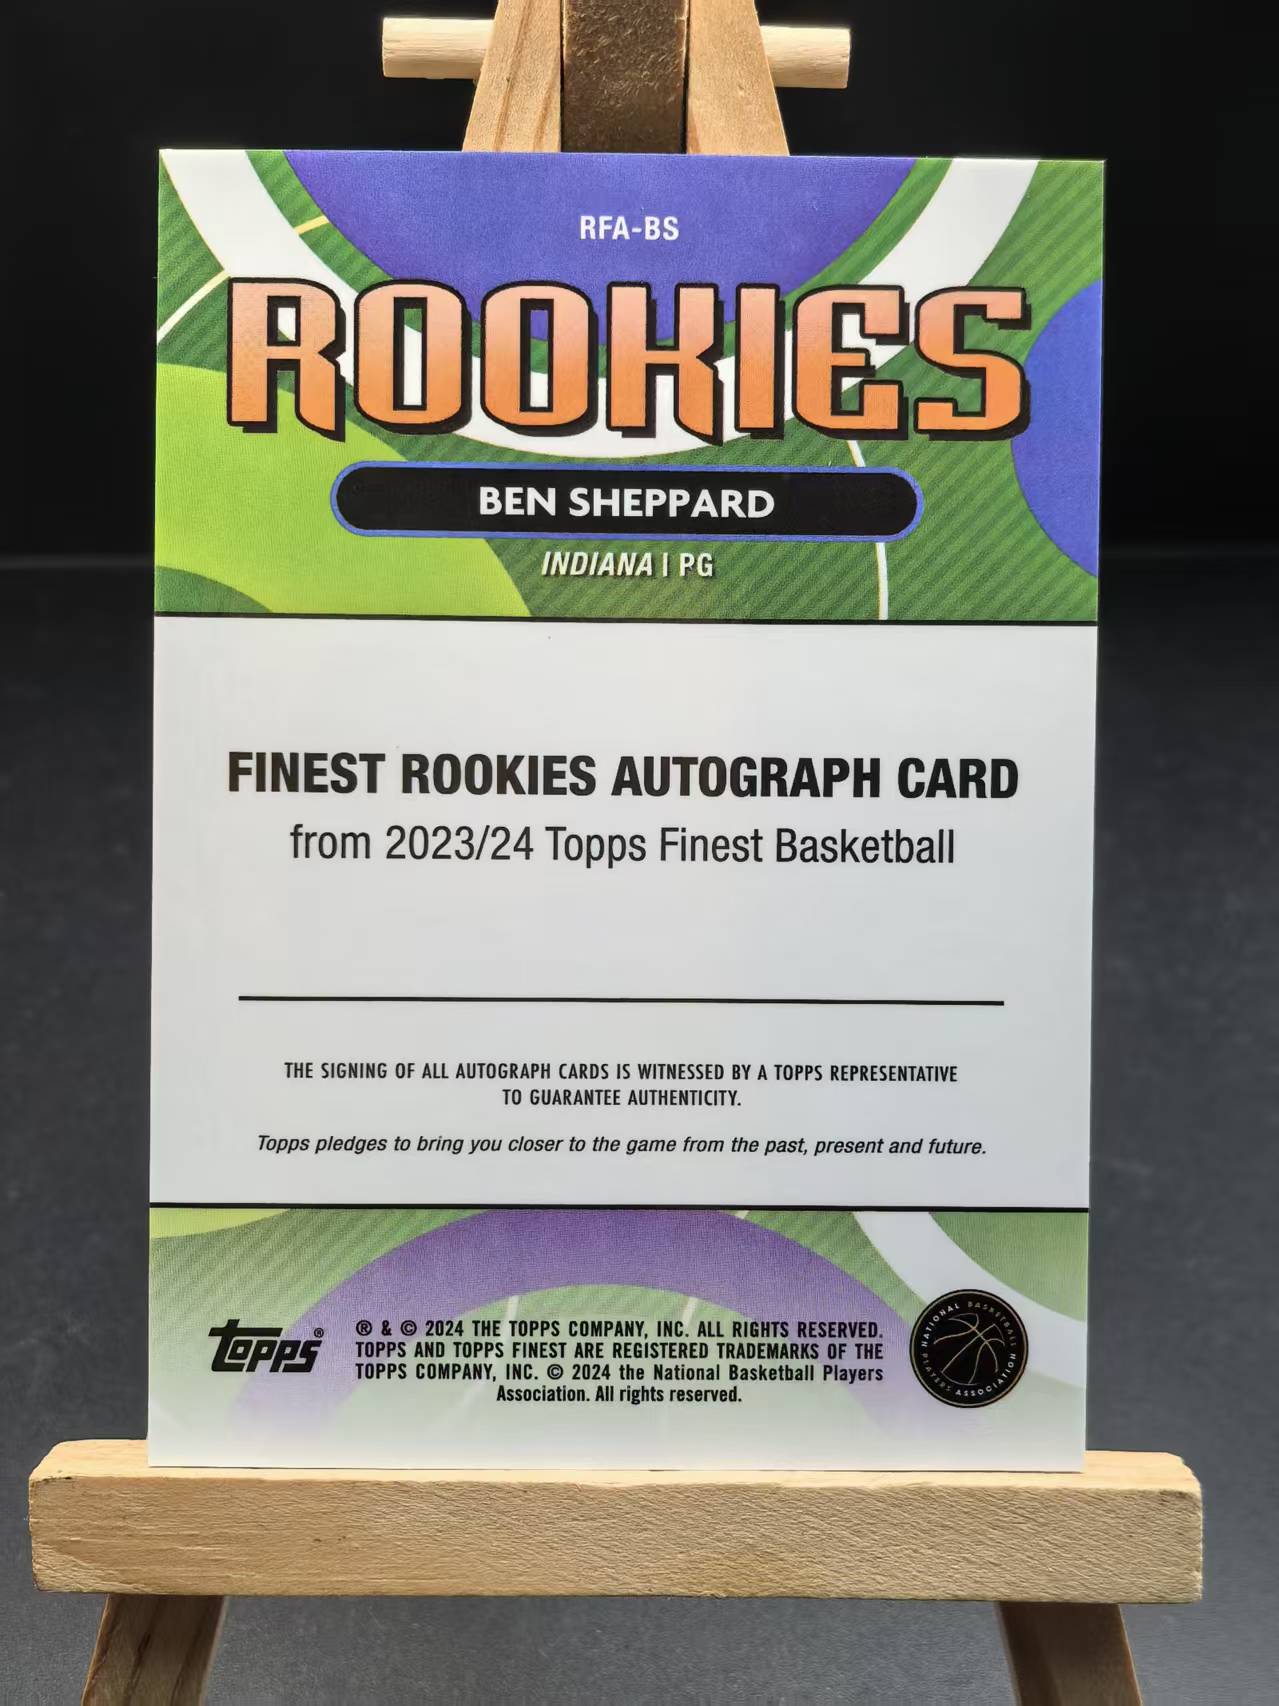 RFA-BS
ROOKIES
BEN SHEPPARD
INDIANA | PG
FINEST ROOKIES AUTOGRAPH CARD
from 2023/24 Topps Finest Basketball
THE SIGNING OF ALL AUTOGRAPH CARDS IS WITNESSED BY A TOPPS REPRESENTATIVE
TO GUARANTEE AUTHENTICITY.
Topps pledges to bring you closer to the game from the past, present and future.
topps®
® & © 2024 THE TOPPS COMPANY, INC. ALL RIGHTS RESERVED.
TOPPS AND TOPPS FINEST ARE REGISTERED TRADEMARKS OF THE
TOPPS COMPANY, INC. © 2024 the National Basketball Players
Association. All rights reserved.
NATIONAL BASKETBALL
PLAYERS ASSOCIATION